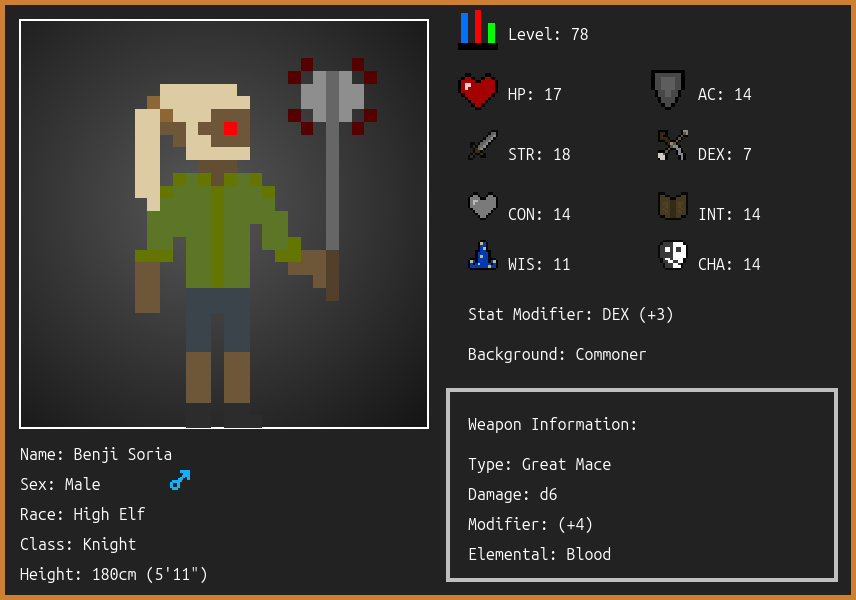 Level: 78
HP: 17
AC: 14
STR: 18
DEX: 7
CON: 14
INT: 14
WIS: 11
CHA: 14
Stat Modifier: DEX (+3)
Background: Commoner
Weapon Information:
Type: Great Mace
Damage: d6
Modifier: (+4)
Elemental: Blood
Name: Benji Soria
Sex: Male
Race: High Elf
Class: Knight
Height: 180cm (5'11")